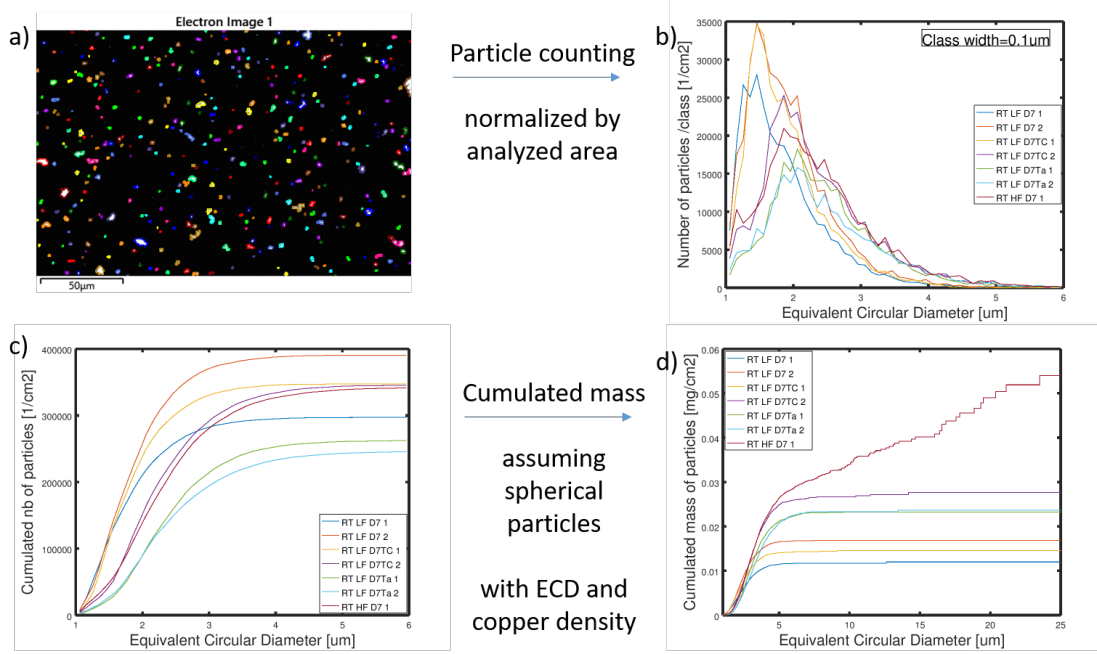 a)
Electron Image 1
50µm
Particle counting
normalized by
analyzed area
b)
Class width=0.1um
Number of particles /class [1/cm2]
35000
30000
25000
20000
15000
10000
5000
0
1
2
3
4
5
6
Equivalent Circular Diameter [um]
RT LF D7 1
RT LF D7 2
RT LF D7TC 1
RT LF D7TC 2
RT LF D7Ta 1
RT LF D7Ta 2
RT HF D7 1
c)
Cumulated nb of particles [1/cm2]
400000
300000
200000
100000
0
1
2
3
4
5
6
Equivalent Circular Diameter [um]
RT LF D7 1
RT LF D7 2
RT LF D7TC 1
RT LF D7TC 2
RT LF D7Ta 1
RT LF D7Ta 2
RT HF D7 1
Cumulated mass
assuming
spherical
particles
with ECD and
copper density
d)
Cumulated mass of particles [mg/cm2]
0.06
0.05
0.04
0.03
0.02
0.01
0
5
10
15
20
25
Equivalent Circular Diameter [um]
RT LF D7 1
RT LF D7 2
RT LF D7TC 1
RT LF D7TC 2
RT LF D7Ta 1
RT LF D7Ta 2
RT HF D7 1